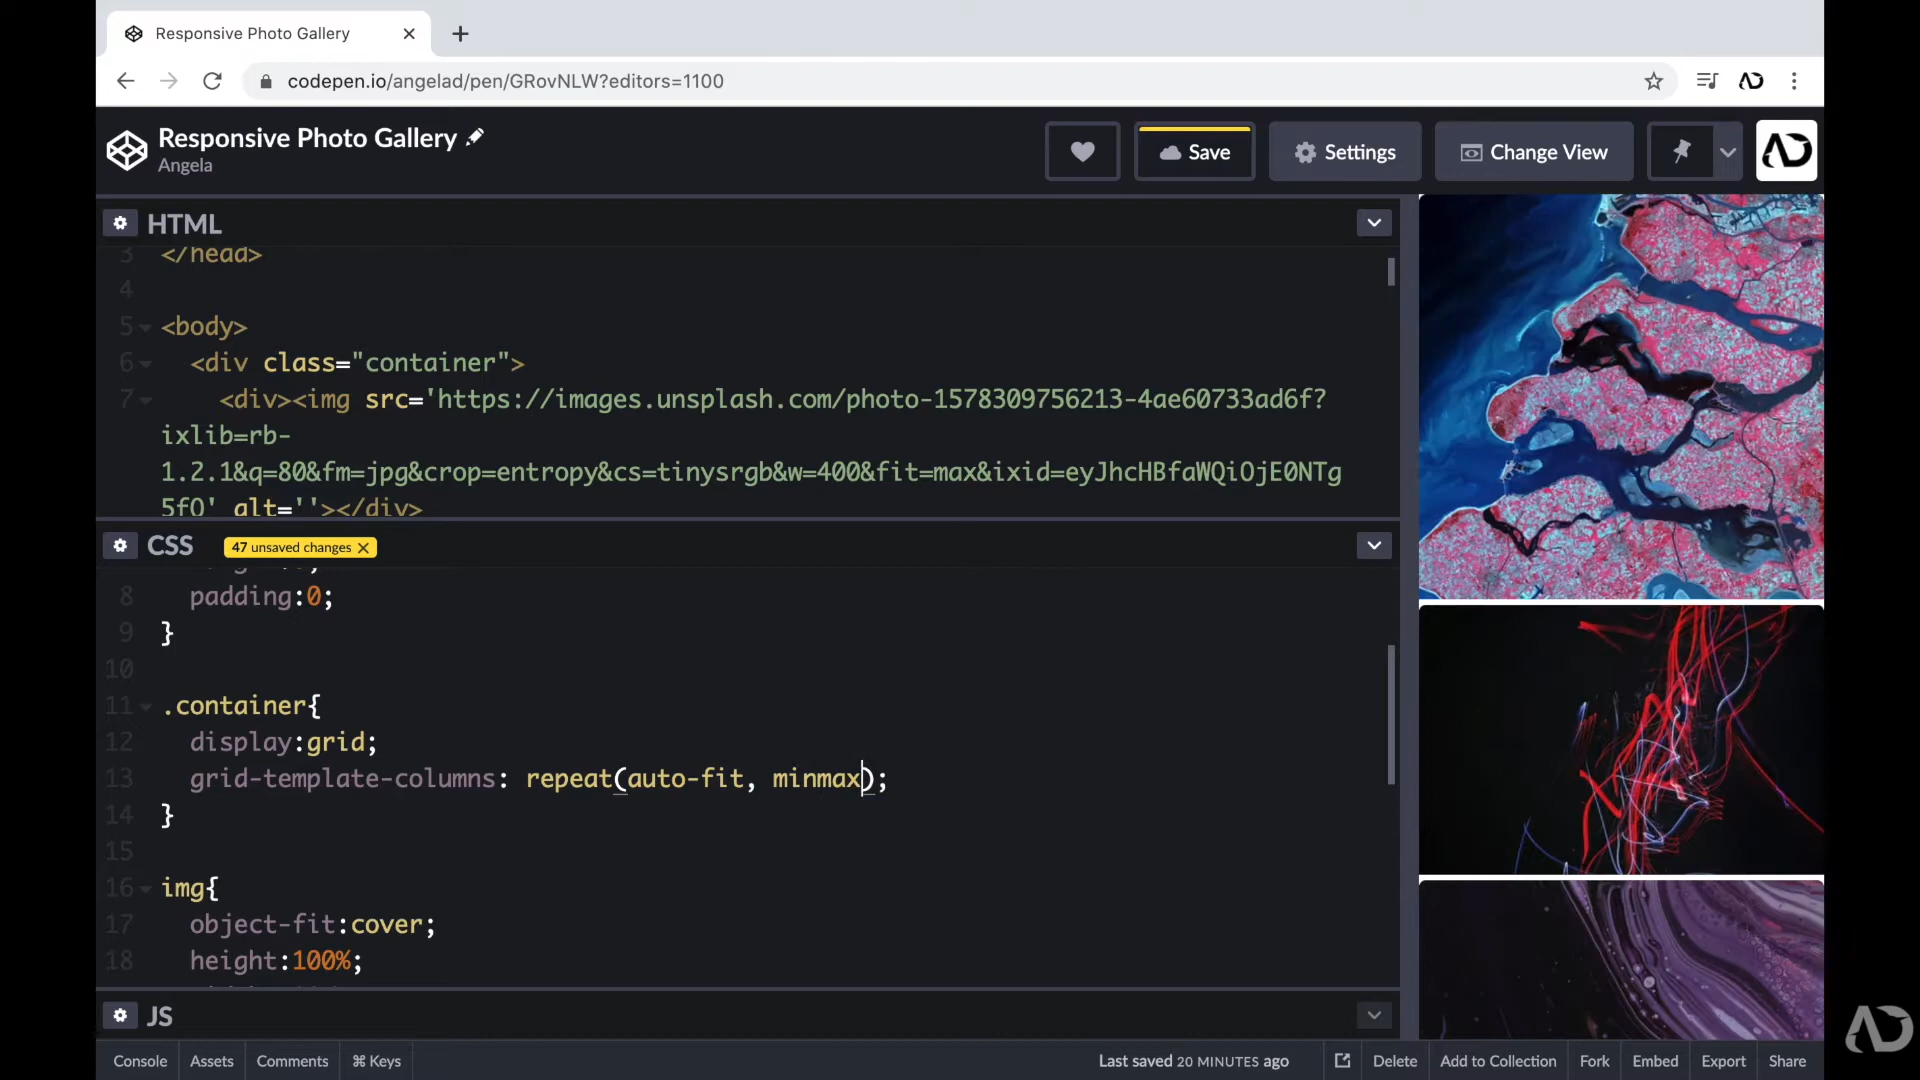 Responsive Photo Gallery
codepen.io/angelad/pen/GRovNLW?editors=1100
Responsive Photo Gallery
Angela
Save
Settings
Change View
HTML
3 </head>
4
5 <body>
6 <div class="container">
7 <div><img src='https://images.unsplash.com/photo-1578309756213-4ae60733ad6f?
ixlib=rb-
1.2.1&q=80&fm=jpg&crop=entropy&cs=tinysrgb&w=400&fit=max&ixid=eyJhcHBfaWQiOjE0NTg
5fQ' alt=''></div>
CSS 47 unsaved changes
8 padding:0;
9 }
10
11 .container{
12 display:grid;
13 grid-template-columns: repeat(auto-fit, minmax);
14 }
15
16 img{
17 object-fit:cover;
18 height:100%;
JS
Console Assets Comments ⌘ Keys Last saved 20 MINUTES ago Delete Add to Collection Fork Embed Export Share